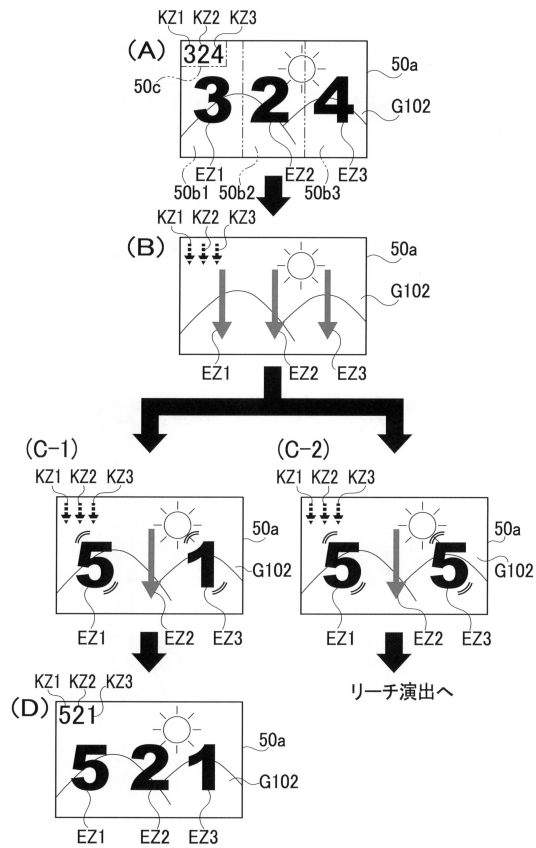 KZ1 KZ2 KZ3
(A)
324
50a
50c
3 2 4
G102
EZ1 EZ2 EZ3
50b1 50b2 50b3
KZ1 KZ2 KZ3
(B)
50a
G102
EZ1 EZ2 EZ3
(C-1)
KZ1 KZ2 KZ3
50a
5 1
G102
EZ1 EZ2 EZ3
(C-2)
KZ1 KZ2 KZ3
50a
5 5
G102
EZ1 EZ2 EZ3
リーチ演出へ
KZ1 KZ2 KZ3
(D)
521
50a
5 2 1
G102
EZ1 EZ2 EZ3